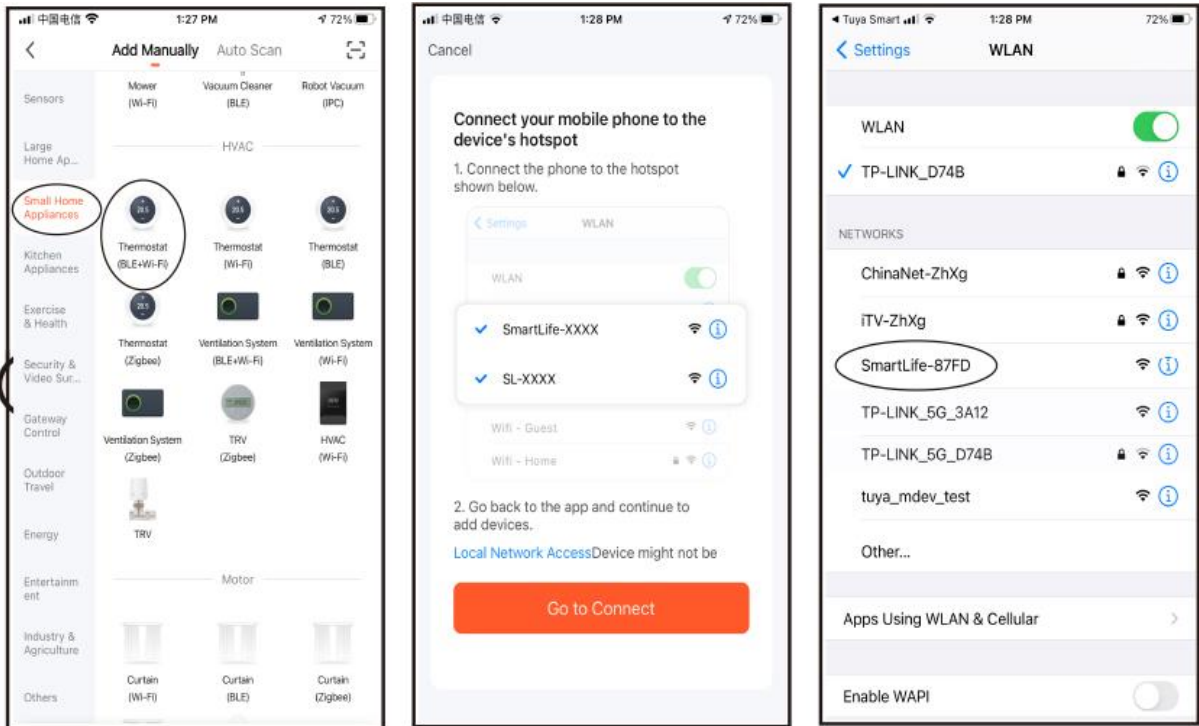 中国电信
1:27 PM
72%
Add Manually
Auto Scan
Sensors
Large
Home Ap...
Small Home
Appliances
Kitchen
Appliances
Exercise
& Health
Security &
Video Sur...
Gateway
Control
Outdoor
Travel
Energy
Entertainm
ent
Industry &
Agriculture
Others
Mower
(Wi-Fi)
Vacuum Cleaner
(BLE)
Robot Vacuum
(IPC)
HVAC
Thermostat
(BLE+Wi-Fi)
Thermostat
(Wi-Fi)
Thermostat
(BLE)
Thermostat
(Zigbee)
Ventilation System
(BLE+Wi-Fi)
Ventilation System
(Wi-Fi)
Ventilation System
(Zigbee)
TRV
(Zigbee)
HVAC
(Wi-Fi)
TRV
Motor
Curtain
(Wi-Fi)
Curtain
(BLE)
Curtain
(Zigbee)
中国电信
1:28 PM
72%
Cancel
Connect your mobile phone to the
device's hotspot
1. Connect the phone to the hotspot
shown below.
Settings
WLAN
WLAN
SmartLife-XXXX
SL-XXXX
Wifi - Guest
Wifi - Home
2. Go back to the app and continue to
add devices.
Local Network AccessDevice might not be
Go to Connect
Tuya Smart
1:28 PM
72%
Settings
WLAN
WLAN
TP-LINK_D74B
NETWORKS
ChinaNet-ZhXg
iTV-ZhXg
SmartLife-87FD
TP-LINK_5G_3A12
TP-LINK_5G_D74B
tuya_mdev_test
Other...
Apps Using WLAN & Cellular
Enable WAPI